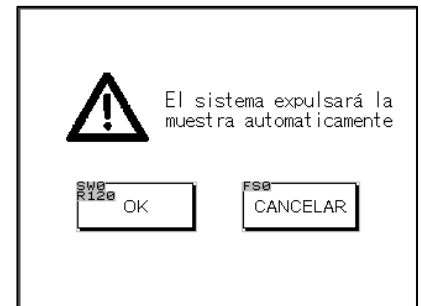 El sistema expulsará la
muestra automaticamente
SW0 FS0
R120
OK CANCELAR